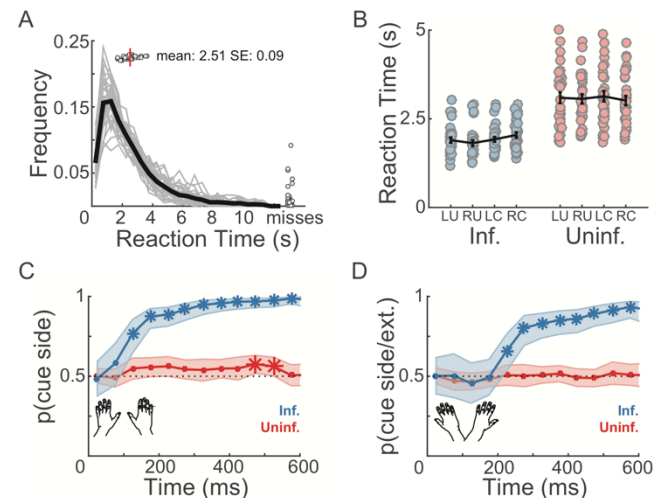 A
0.25
0.15
0.05
Frequency
mean: 2.51 SE: 0.09
0 2 4 6 8 10 misses
Reaction Time (s)
B
5
2.5
0
Reaction Time (s)
LU RU LC RC LU RU LC RC
Inf. Uninf.
C
1
0.5
0
p(cue side)
Inf.
Uninf.
0 200 400 600
Time (ms)
D
1
0.5
0
p(cue side/ext.)
Inf.
Uninf.
0 200 400 600
Time (ms)